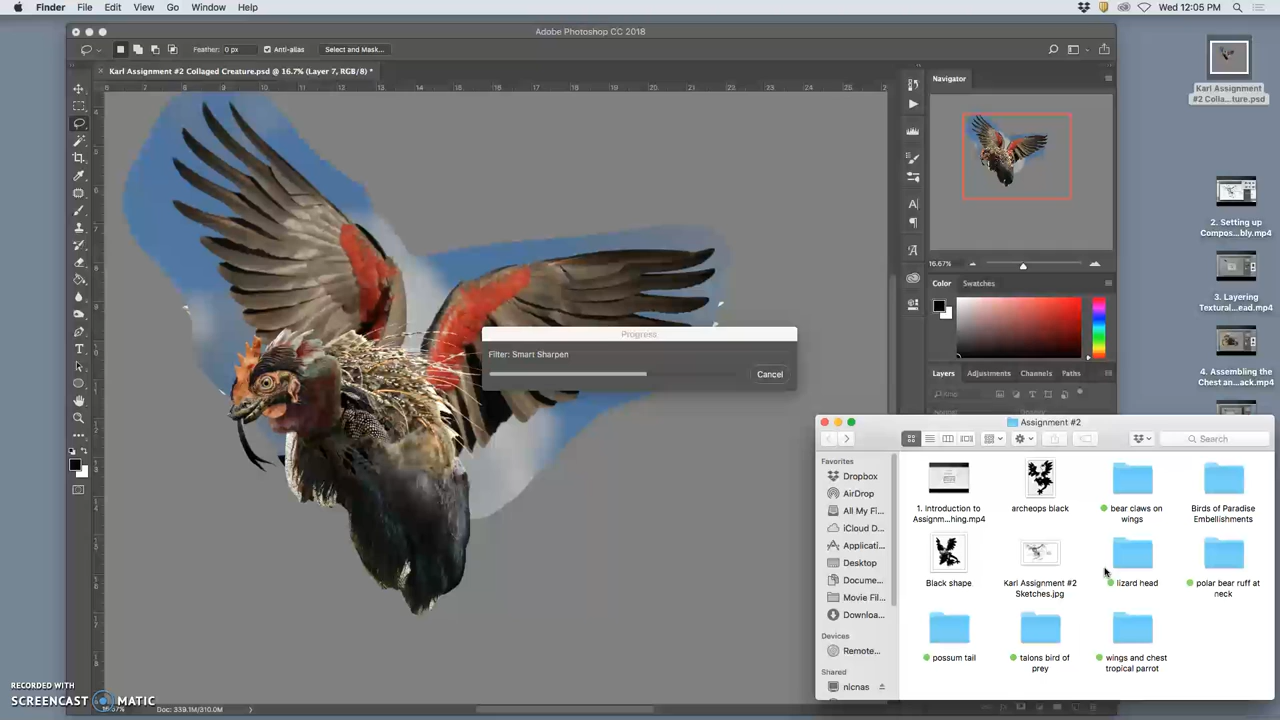 Finder File Edit View Go Window Help
Wed 12:05 PM
Adobe Photoshop CC 2018
Feather: 0 px Anti-alias Select and Mask...
Karl Assignment #2 Collaged Creature.psd @ 16.7% (Layer 7, RGB/8) *
Navigator
16.67%
Color Swatches
Layers Adjustments Channels Paths
Progress
Filter: Smart Sharpen
Cancel
Karl Assignment
#2 Colla...ture.psd
2. Setting up
Compos...bly.mp4
3. Layering
Textural...ead.mp4
4. Assembling the
Chest an...ack.mp4
Assignment #2
Search
Favorites
Dropbox
AirDrop
All My Fi...
iCloud D...
Applicati...
Desktop
Docume...
Movie Fil...
Downloa...
Devices
Remote...
Shared
nicnas
1. Introduction to
Assignm...hing.mp4
archeops black
bear claws on
wings
Birds of Paradise
Embellishments
Black shape
Karl Assignment #2
Sketches.jpg
lizard head
polar bear ruff at
neck
possum tail
talons bird of
prey
wings and chest
tropical parrot
Doc: 339.1M/310.0M
RECORDED WITH
SCREENCAST MATIC